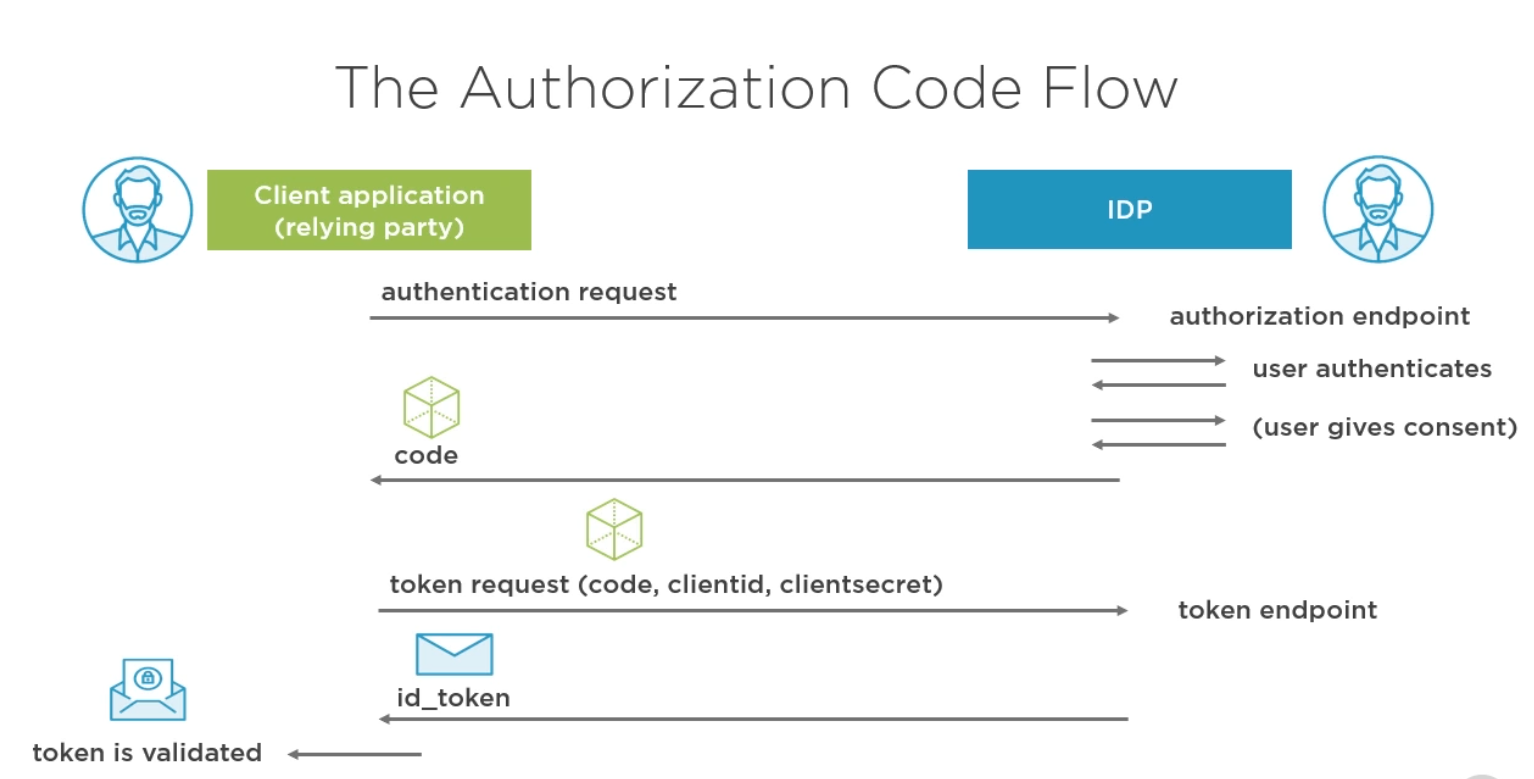 The Authorization Code Flow
Client application
(relying party)
IDP
authentication request
authorization endpoint
user authenticates
(user gives consent)
code
token request (code, clientid, clientsecret)
token endpoint
id_token
token is validated